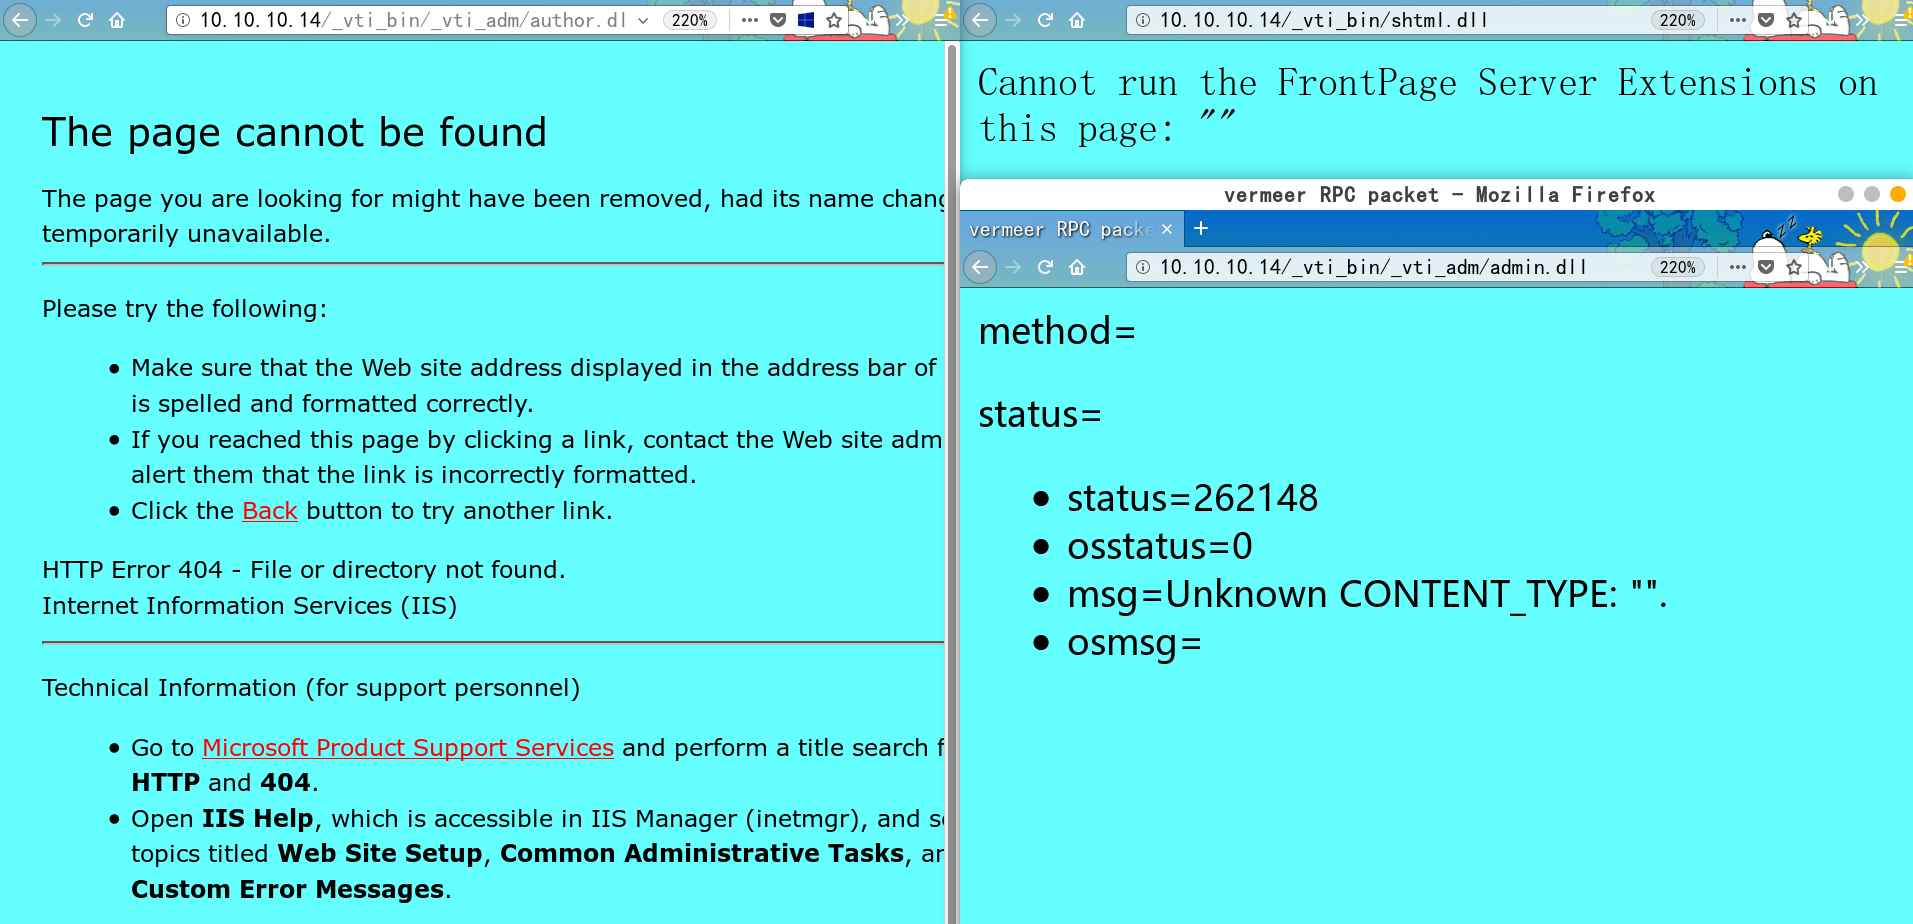 10.10.10.14/_vti_bin/_vti_adm/author.dl
220%
The page cannot be found
The page you are looking for might have been removed, had its name
temporarily unavailable.
Please try the following:
Make sure that the Web site address displayed in the address bar of
is spelled and formatted correctly.
If you reached this page by clicking a link, contact the Web site
alert them that the link is incorrectly formatted.
Click the Back button to try another link.
HTTP Error 404 - File or directory not found.
Internet Information Services (IIS)
Technical Information (for support personnel)
Go to Microsoft Product Support Services and perform a title search
HTTP and 404.
Open IIS Help, which is accessible in IIS Manager (inetmgr), and
topics titled Web Site Setup, Common Administrative Tasks,
Custom Error Messages.
10.10.10.14/_vti_bin/shtml.dll
220%
Cannot run the FrontPage Server Extensions on
this page: ""
vermeer RPC packet - Mozilla Firefox
vermeer RPC packe
10.10.10.14/_vti_bin/_vti_adm/admin.dll
220%
method=
status=
status=262148
osstatus=0
msg=Unknown CONTENT_TYPE: "".
osmsg=